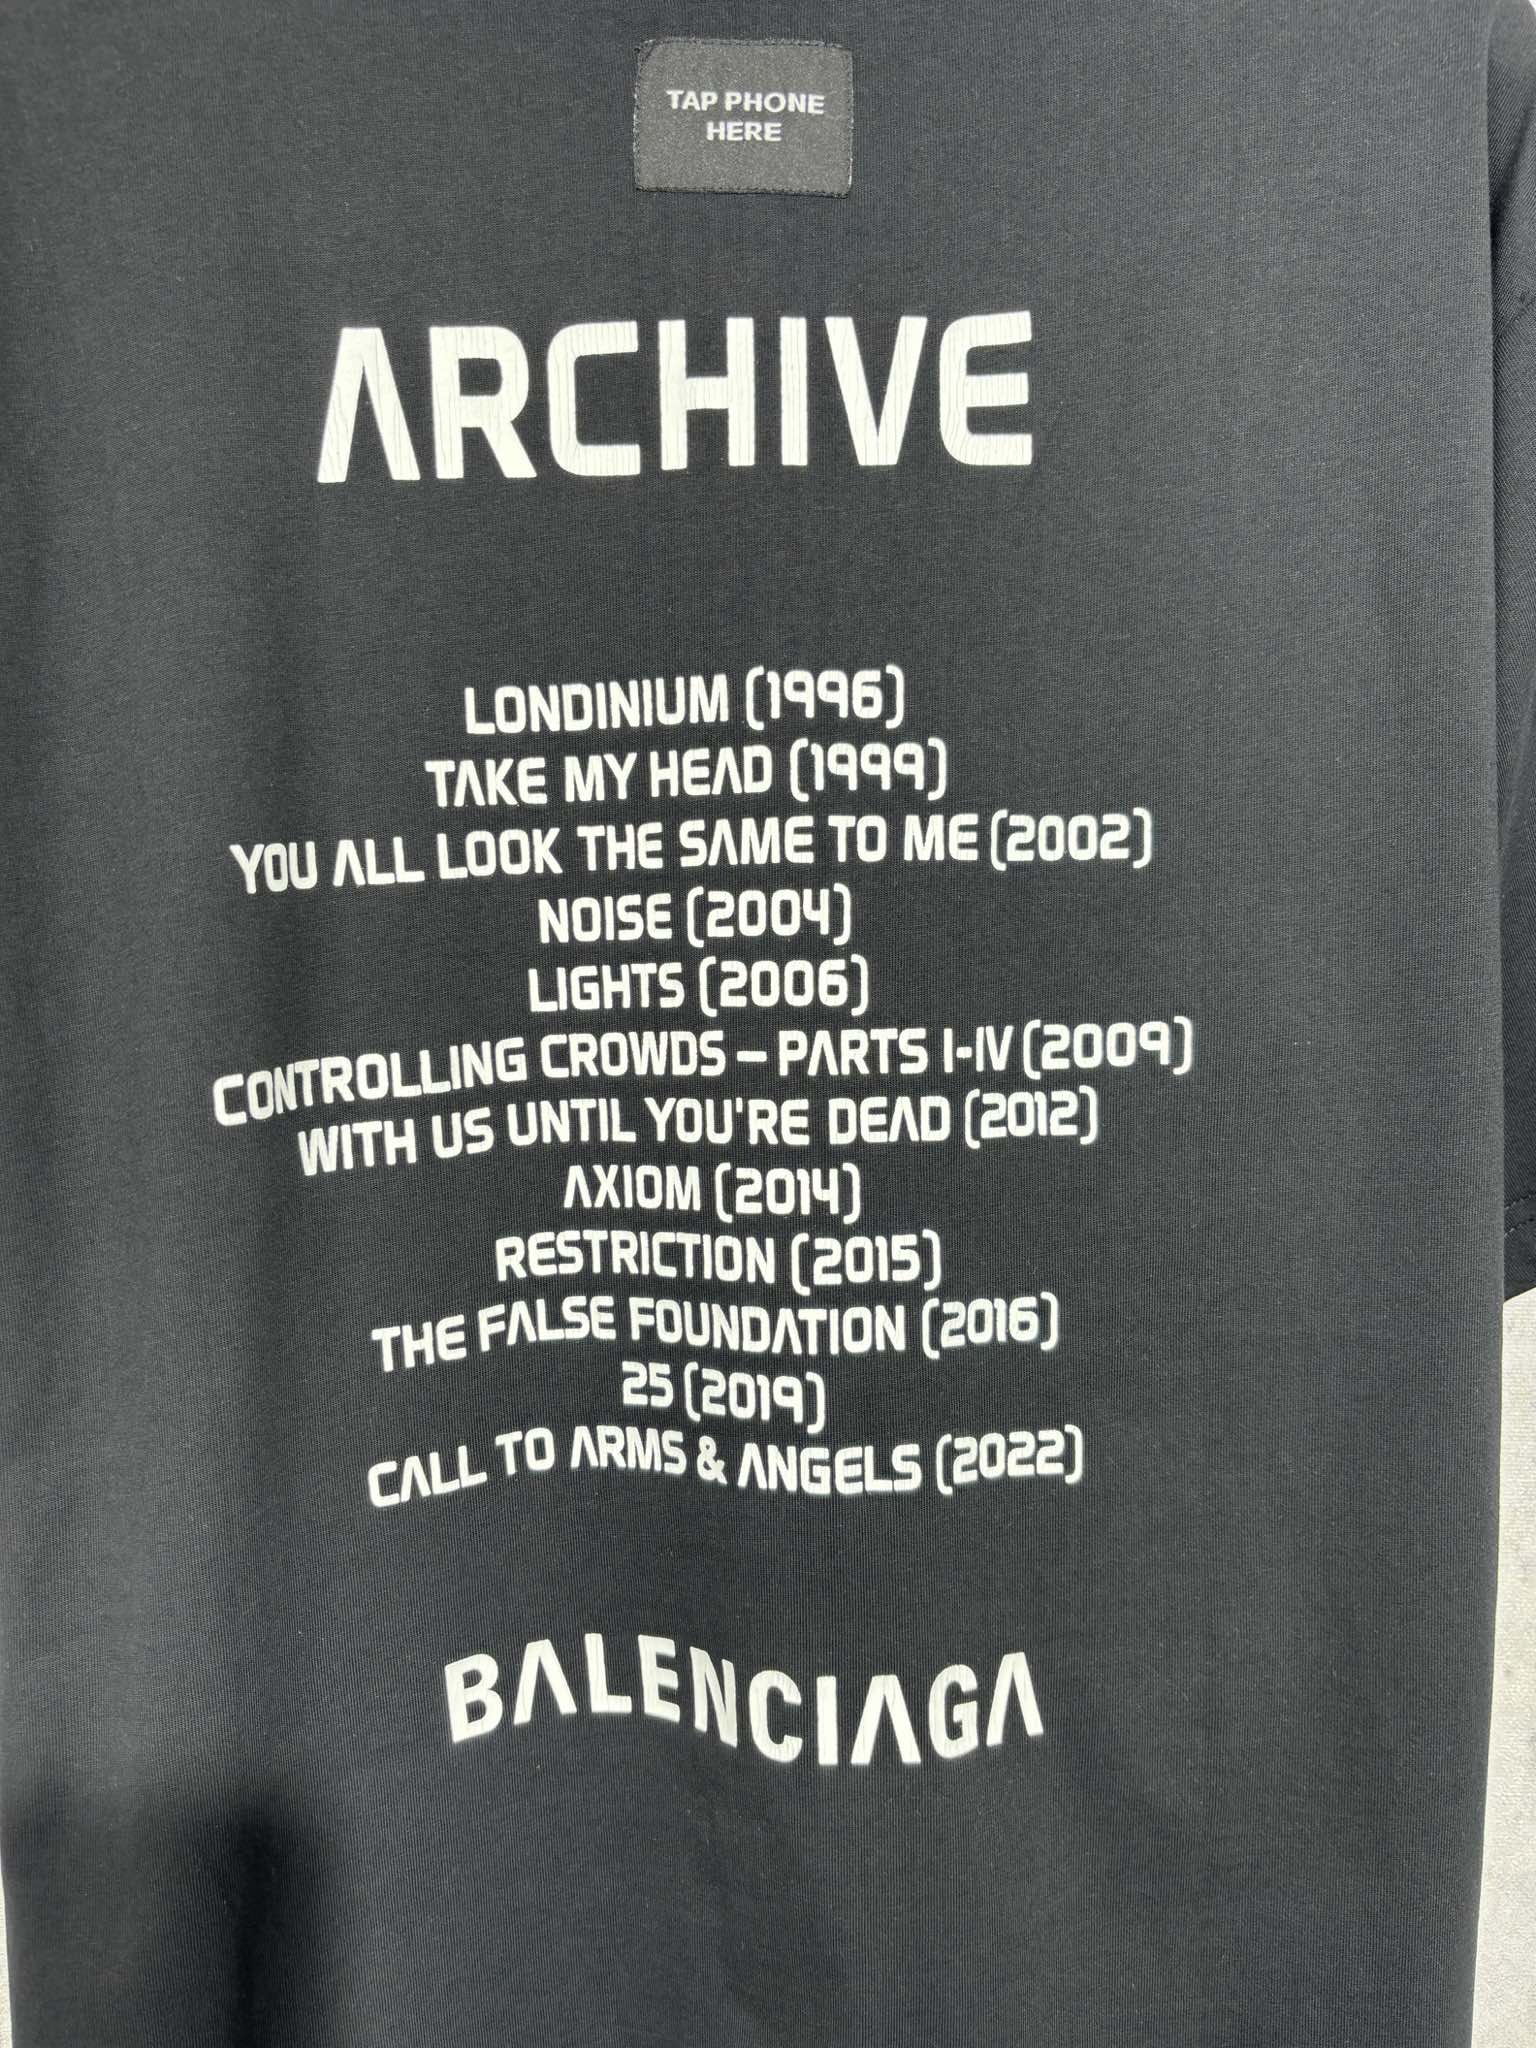 TAP PHONE
HERE
ARCHIVE
LONDINIUM (1996)
TAKE MY HEAD (1999)
YOU ALL LOOK THE SAME TO ME (2002)
NOISE (2004)
LIGHTS (2006)
CONTROLLING CROWDS – PARTS I-IV (2009)
WITH US UNTIL YOU'RE DEAD (2012)
AXIOM (2014)
RESTRICTION (2015)
THE FALSE FOUNDATION (2016)
25 (2019)
CALL TO ARMS & ANGELS (2022)
BALENCIAGA